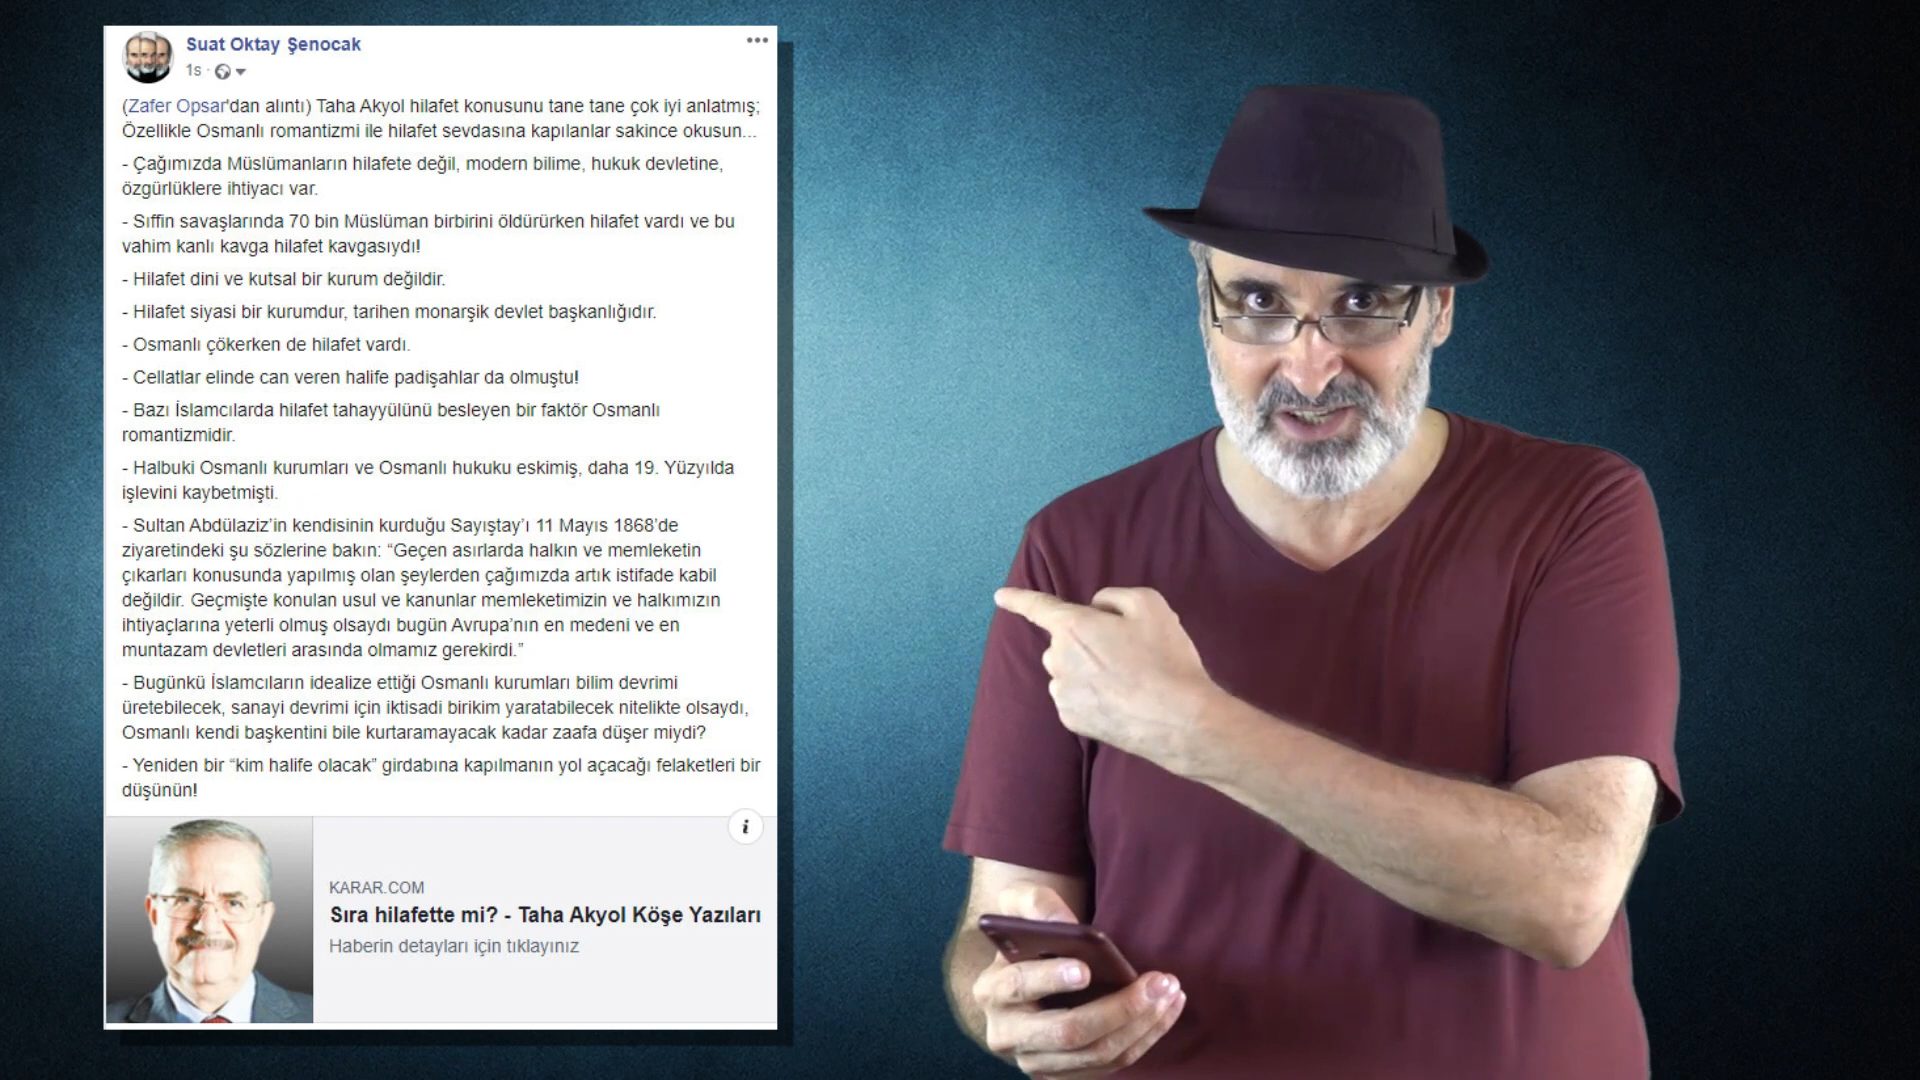 Suat Oktay Şenocak
1s ·
(Zafer Opsar'dan alıntı) Taha Akyol hilafet konusunu tane tane çok iyi anlatmış;
Özellikle Osmanlı romantizmi ile hilafet sevdasına kapılanlar sakince okusun...
- Çağımızda Müslümanların hilafete değil, modern bilime, hukuk devletine,
özgürlüklere ihtiyacı var.
- Sıffin savaşlarında 70 bin Müslüman birbirini öldürürken hilafet vardı ve bu
vahim kanlı kavga hilafet kavgasıydı!
- Hilafet dini ve kutsal bir kurum değildir.
- Hilafet siyasi bir kurumdur, tarihen monarşik devlet başkanlığıdır.
- Osmanlı çökerken de hilafet vardı.
- Cellatlar elinde can veren halife padişahlar da olmuştu!
- Bazı İslamcılarda hilafet tahayyülünü besleyen bir faktör Osmanlı
romantizmidir.
- Halbuki Osmanlı kurumları ve Osmanlı hukuku eskimiş, daha 19. Yüzyılda
işlevini kaybetmişti.
- Sultan Abdülaziz’in kendisinin kurduğu Sayıştay’ı 11 Mayıs 1868’de
ziyaretindeki şu sözlerine bakın: “Geçen asırlarda halkın ve memleketin
çıkarları konusunda yapılmış olan şeylerden çağımızda artık istifade kabil
değildir. Geçmişte konulan usul ve kanunlar memleketimizin ve halkımızın
ihtiyaçlarına yeterli olmuş olsaydı bugün Avrupa’nın en medeni ve en
muntazam devletleri arasında olmamız gerekirdi.”
- Bugünkü İslamcıların idealize ettiği Osmanlı kurumları bilim devrimi
üretebilecek, sanayi devrimi için iktisadi birikim yaratabilecek nitelikte olsaydı,
Osmanlı kendi başkentini bile kurtaramayacak kadar zaafa düşer miydi?
- Yeniden bir “kim halife olacak” girdabına kapılmanın yol açacağı felaketleri bir
düşünün!
i
KARAR.COM
Sıra hilafette mi? - Taha Akyol Köşe Yazıları
Haberin detayları için tıklayınız